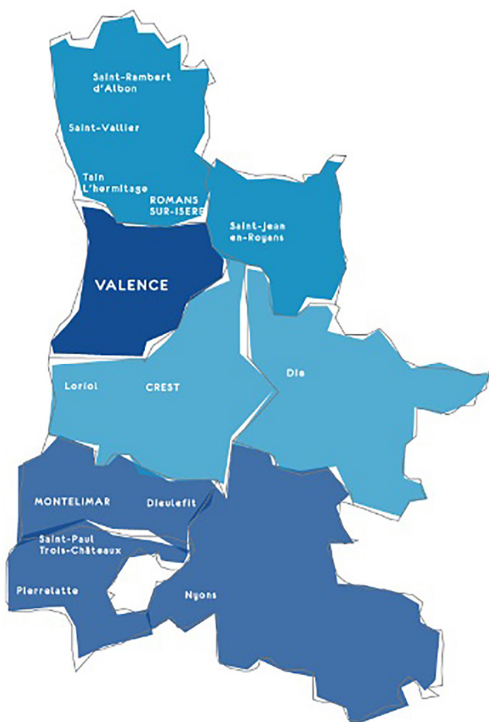 Saint-Rambert
d'Albon
Saint-Vallier
Tain
L'hermitage
ROMANS
SUR-ISERE
Saint-Jean
en-Royans
VALENCE
Die
Loriol
CREST
MONTELIMAR
Dieulefit
Saint-Paul
Trois-Châteaux
Pierrelatte
Nyons